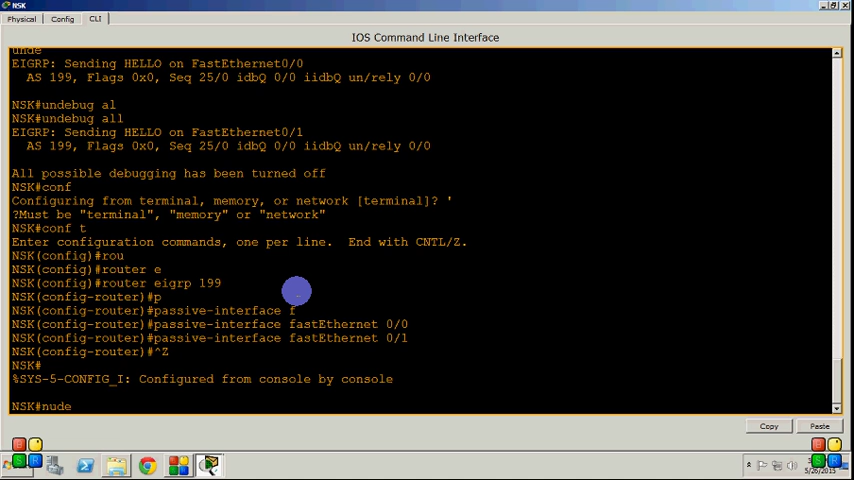 NSK
Physical Config CLI
IOS Command Line Interface
unde
EIGRP: Sending HELLO on FastEthernet0/0
AS 199, Flags 0x0, Seq 25/0 idbQ 0/0 iidbQ un/rely 0/0
NSK#undebug al
NSK#undebug all
EIGRP: Sending HELLO on FastEthernet0/1
AS 199, Flags 0x0, Seq 25/0 idbQ 0/0 iidbQ un/rely 0/0
All possible debugging has been turned off
NSK#conf
Configuring from terminal, memory, or network [terminal]? '
?Must be "terminal", "memory" or "network"
NSK#conf t
Enter configuration commands, one per line.  End with CNTL/Z.
NSK(config)#rou
NSK(config)#router e
NSK(config)#router eigrp 199
NSK(config-router)#p
NSK(config-router)#passive-interface f
NSK(config-router)#passive-interface fastEthernet 0/0
NSK(config-router)#passive-interface fastEthernet 0/1
NSK(config-router)#^Z
NSK#
%SYS-5-CONFIG_I: Configured from console by console
NSK#nude
Copy Paste
5/26/2015